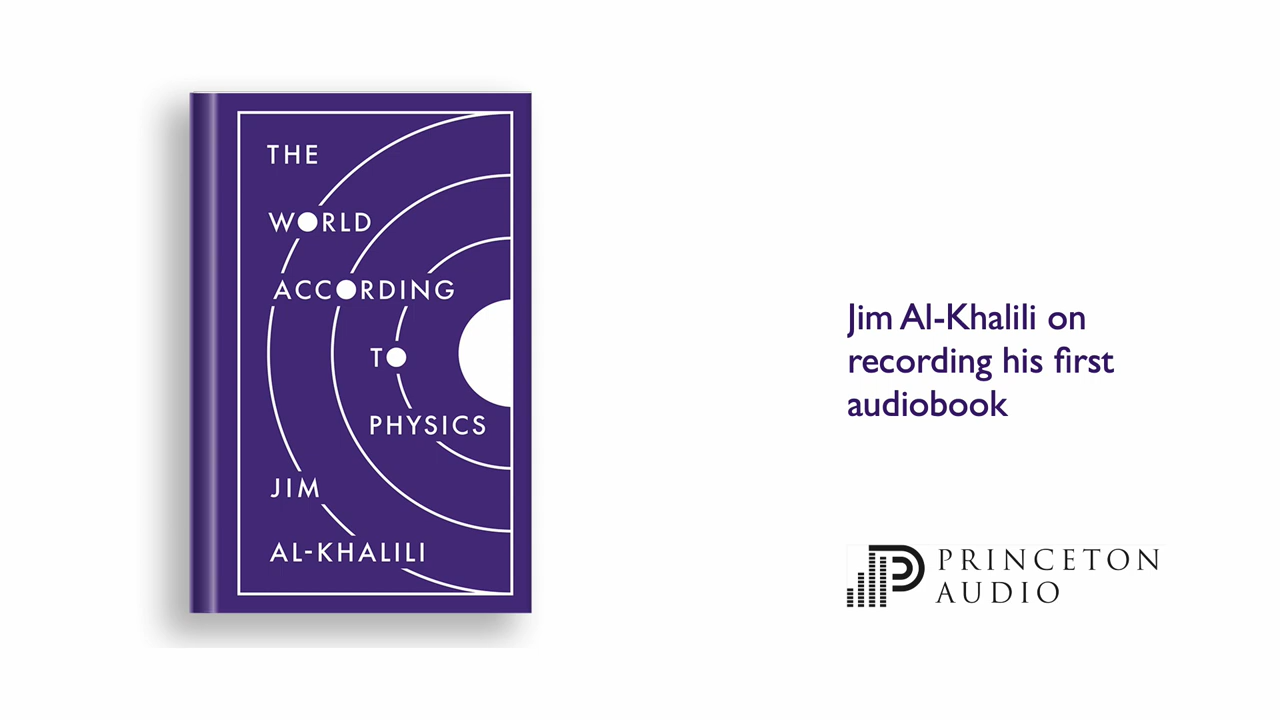 THE
WORLD
ACCORDING
TO
PHYSICS
JIM
AL-KHALILI
Jim Al-Khalili on
recording his first
audiobook
PRINCETON
AUDIO